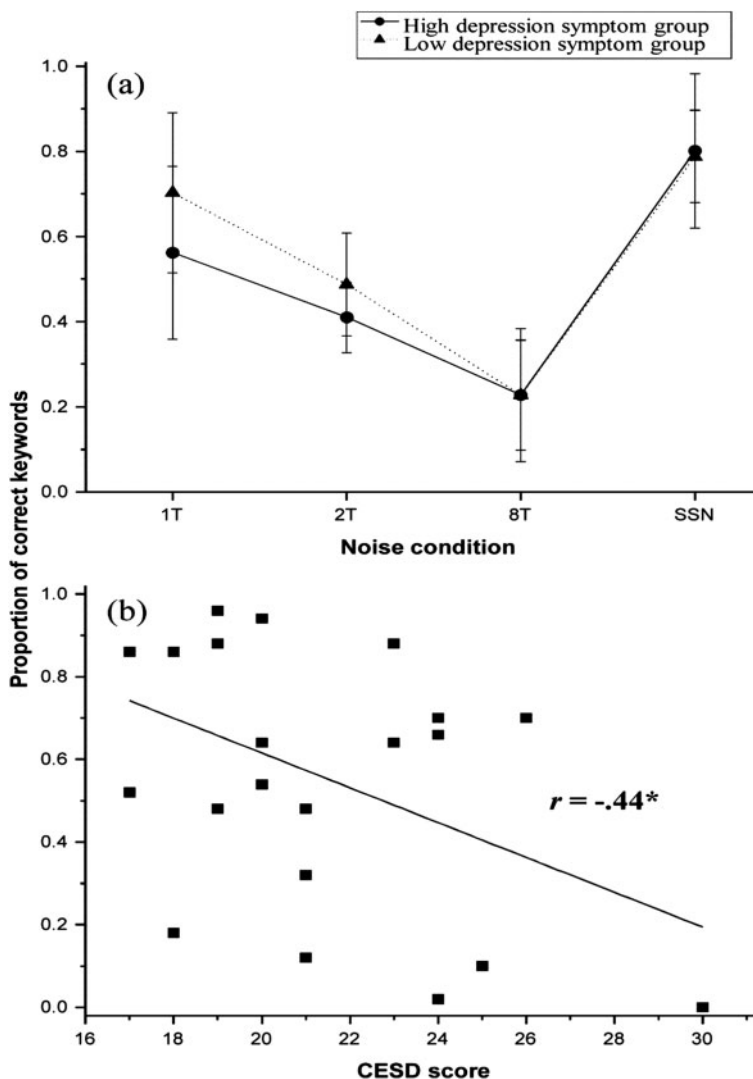 High depression symptom group
Low depression symptom group
(a)
1.0
0.8
0.6
0.4
0.2
0.0
1T 2T 8T SSN
Noise condition
Proportion of correct keywords
(b)
1.0
0.8
0.6
0.4
0.2
0.0
r = -.44*
16 18 20 22 24 26 28 30
CESD score